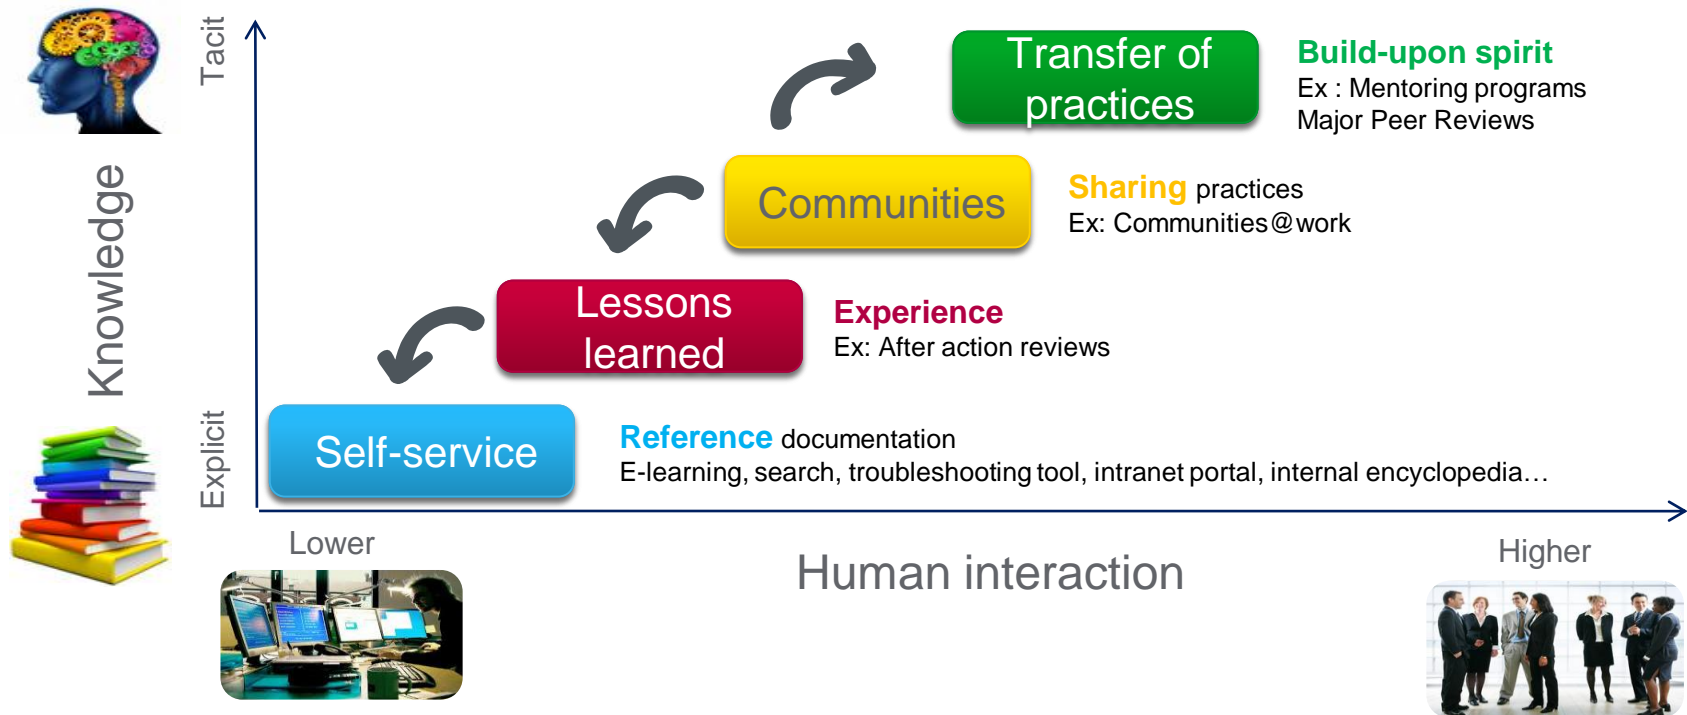 Tacit
Transfer of
practices
Build-upon spirit
Ex : Mentoring programs
Major Peer Reviews
Communities
Sharing practices
Ex: Communities@work
Knowledge
Lessons
learned
Experience
Ex: After action reviews
Explicit
Self-service
Reference documentation
E-learning, search, troubleshooting tool, intranet portal, internal encyclopedia…
Lower
Human interaction
Higher